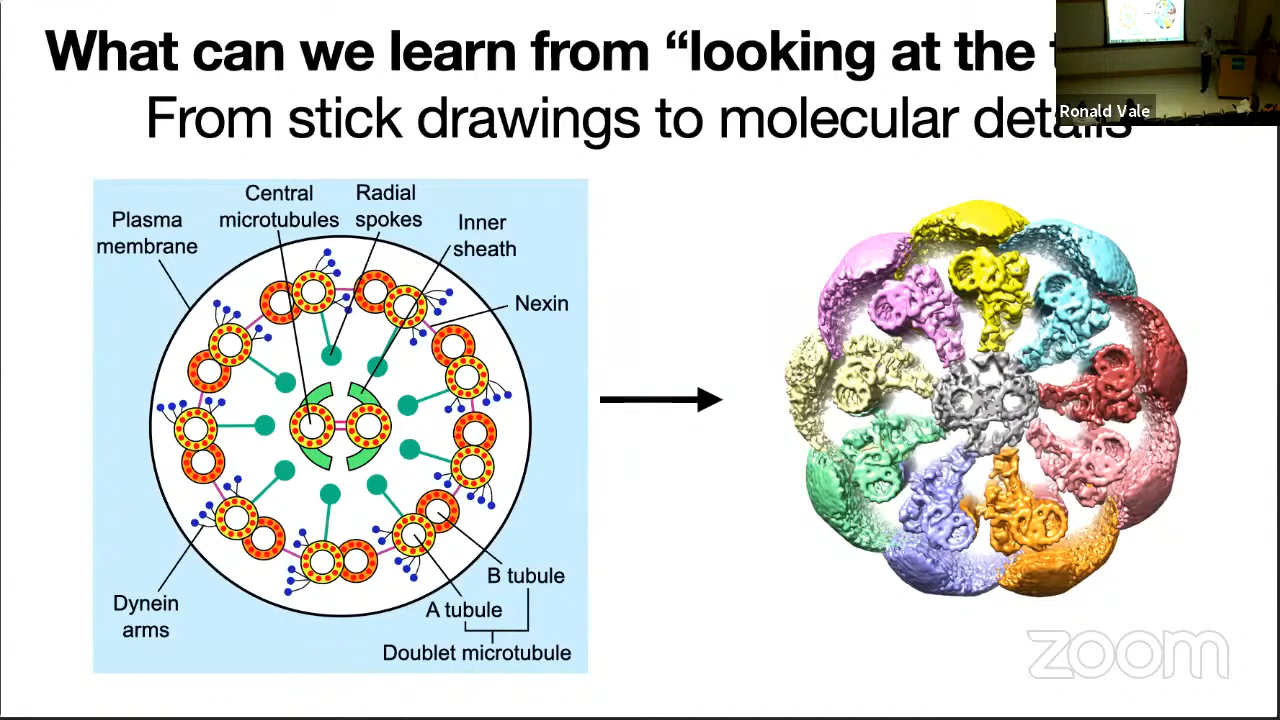 What can we learn from “looking at the
From stick drawings to molecular details
Ronald Vale
Central
microtubules
Radial
spokes
Plasma
membrane
Inner
sheath
Nexin
B tubule
A tubule
Doublet microtubule
Dynein
arms
zoom